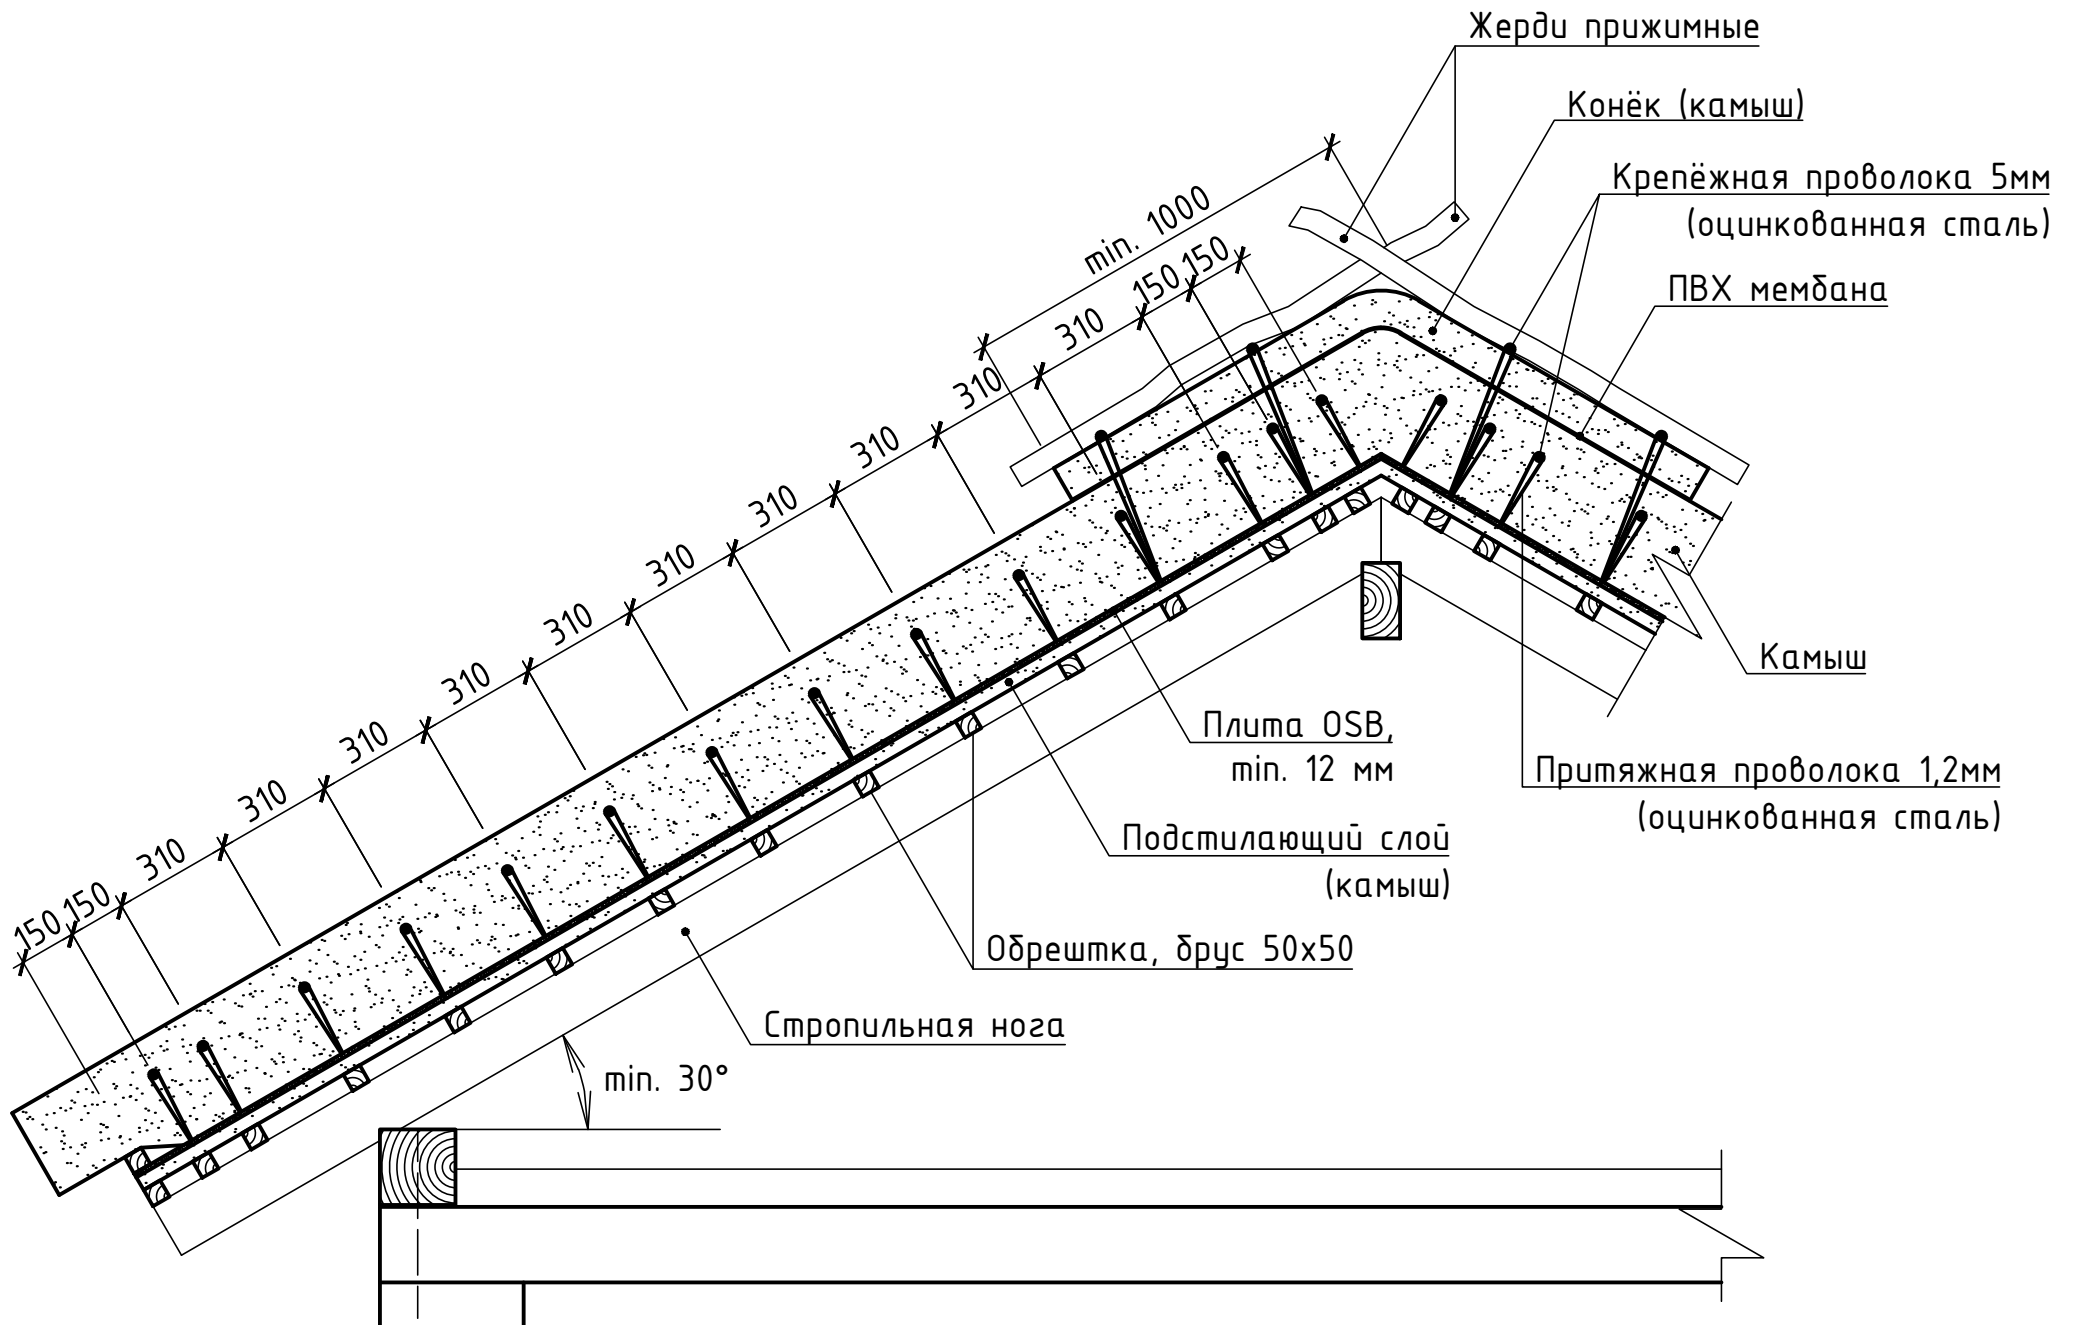 Жерди прижимные
Конёк (камыш)
Крепёжная проволока 5мм
(оцинкованная сталь)
ПВХ мембана
min. 1000
150
150
310
310
310
310
310
310
310
310
310
310
150
150
Камыш
Плита OSB,
min. 12 мм
Притяжная проволока 1,2мм
(оцинкованная сталь)
Подстилающий слой
(камыш)
Обрештка, брус 50х50
Стропильная нога
min. 30°